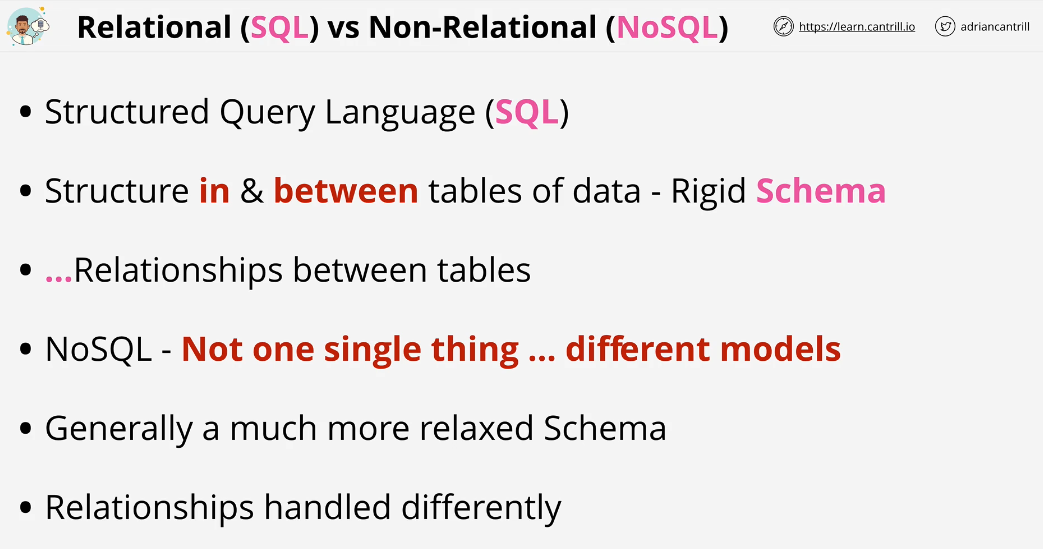 Relational (SQL) vs Non-Relational (NoSQL)
https://learn.cantrill.io
adriancantrill
• Structured Query Language (SQL)
• Structure in & between tables of data - Rigid Schema
• ...Relationships between tables
• NoSQL - Not one single thing ... different models
• Generally a much more relaxed Schema
• Relationships handled differently